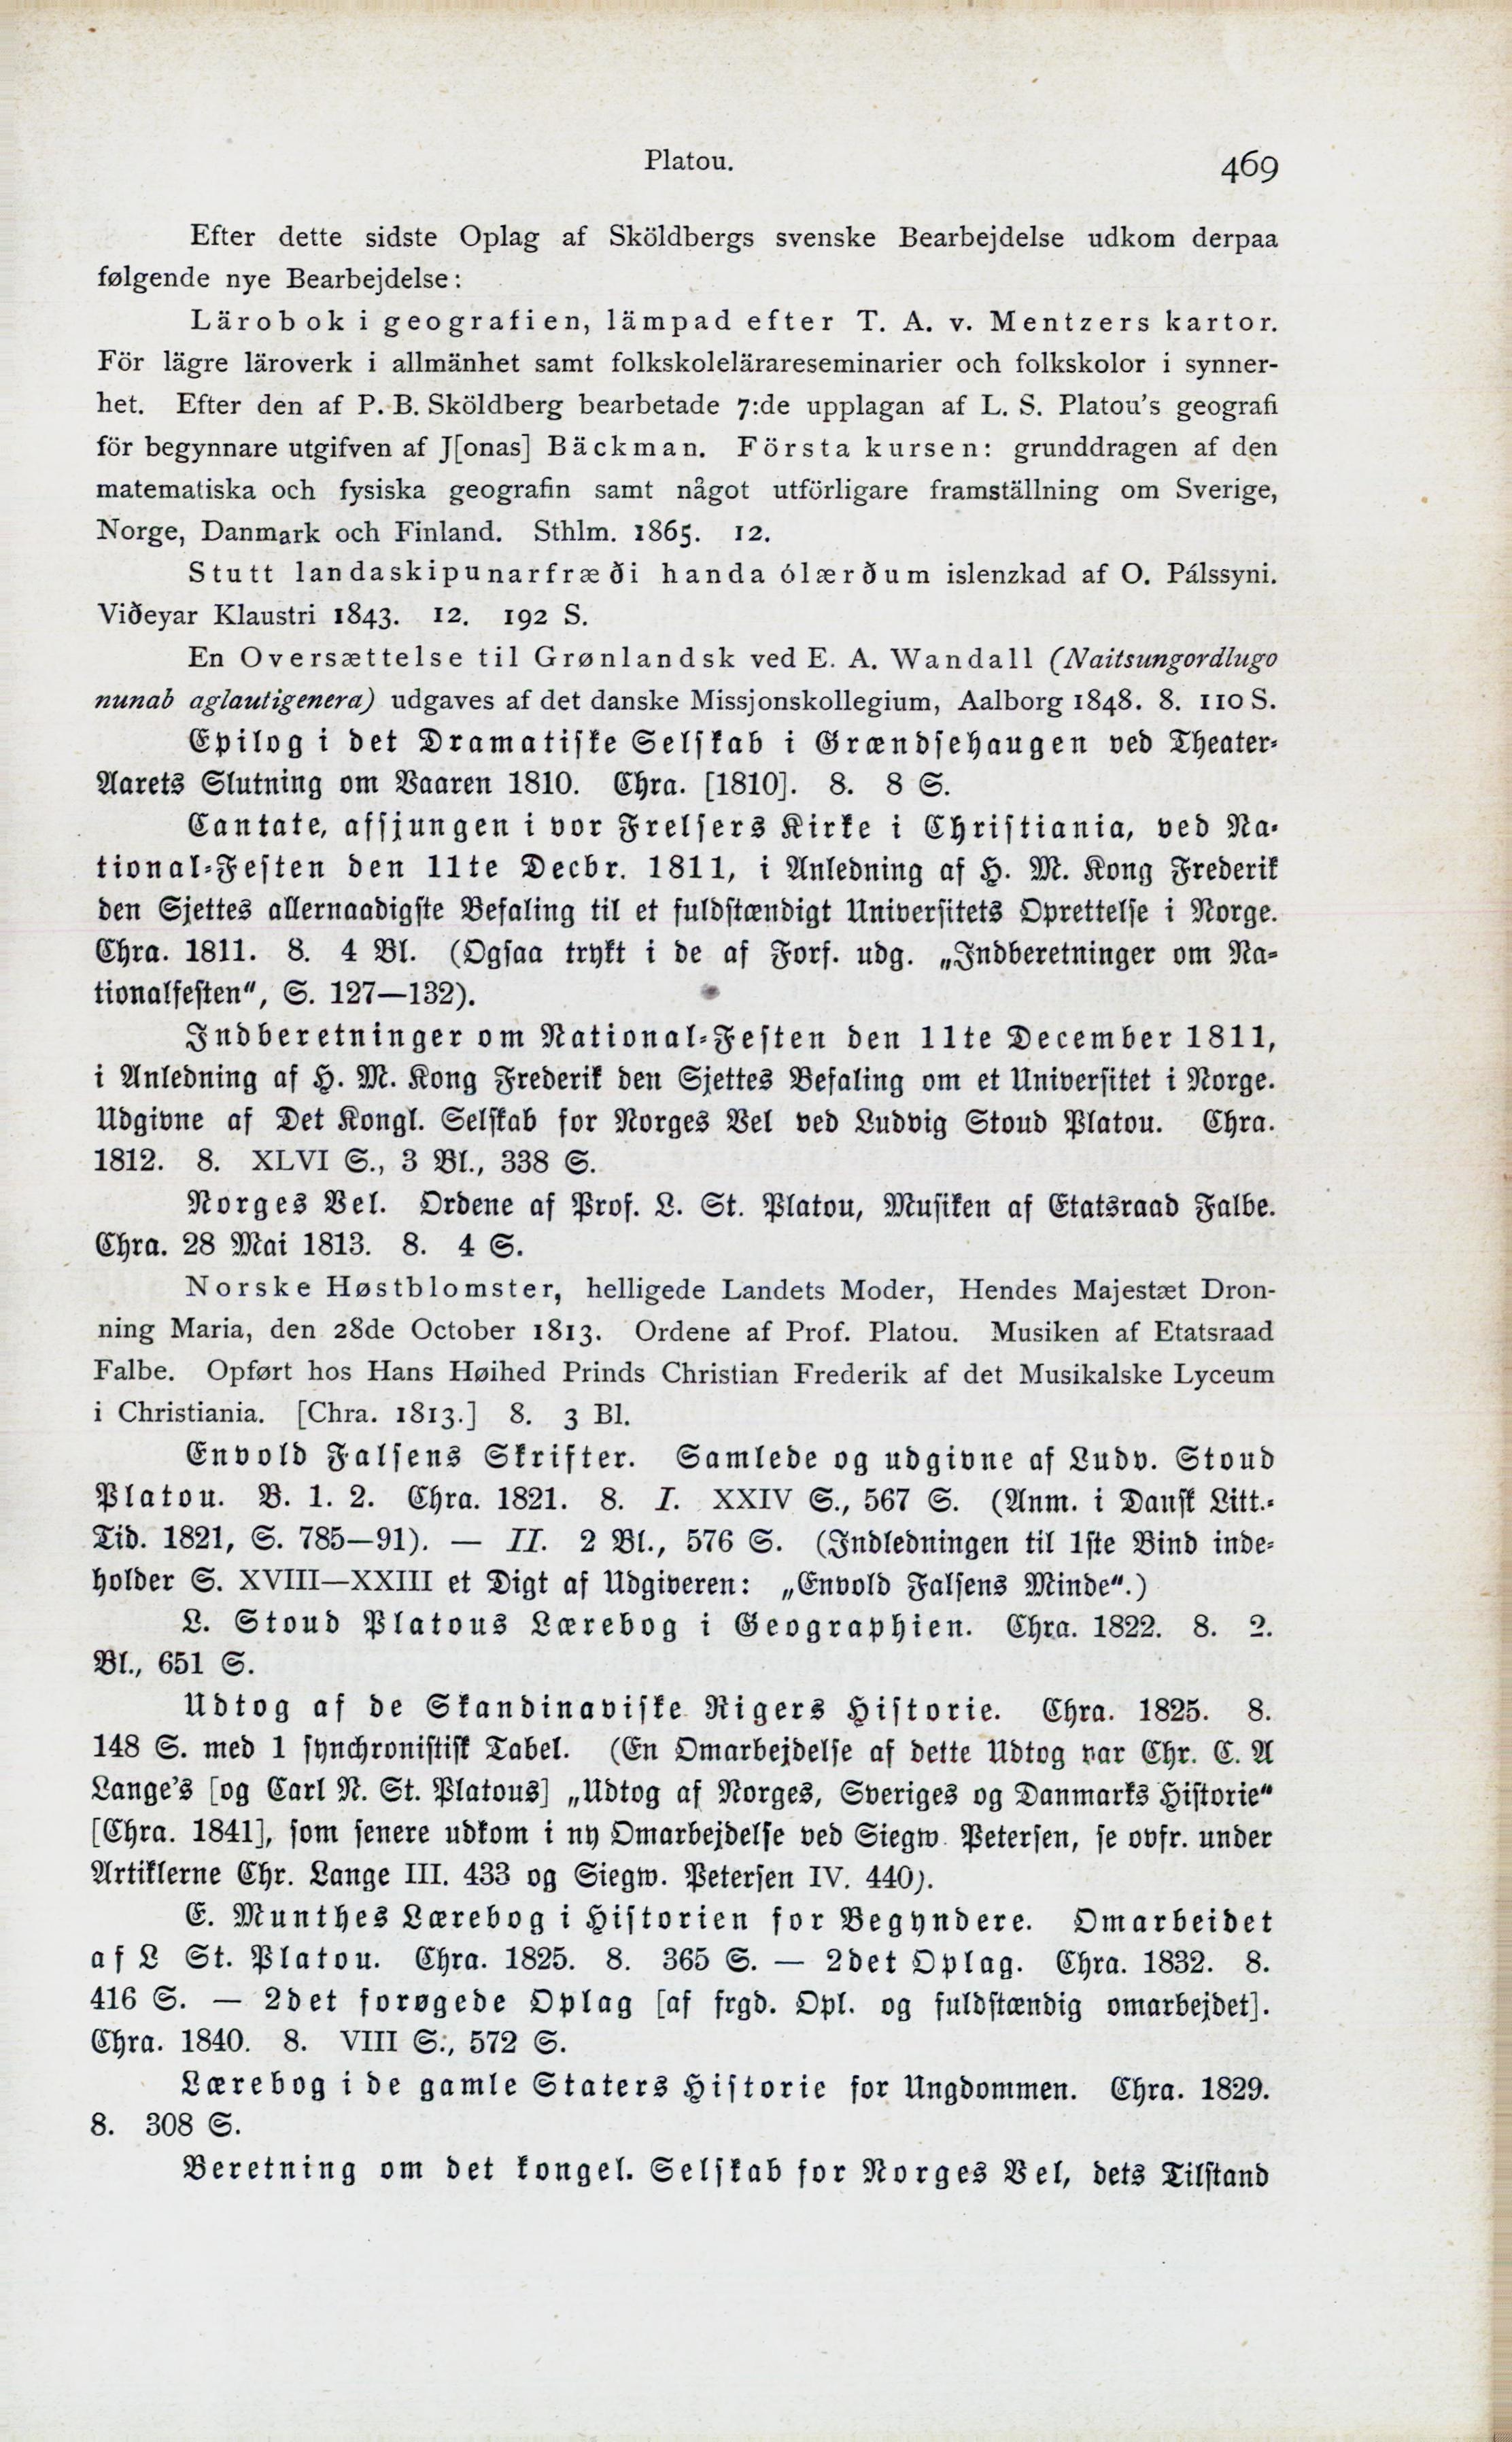 Platou. 469
Efter dette sidste Oplag af Sköldbergs svenske Bearbejdelse udkom derpaa
følgende nye Bearbejdelse:
Lärobok i geografien, lämpad efter T. A. v. Mentzers kartor.
För lägre läroverk i allmänhet samt folkskolelärareseminarier och folkskolor i synner-
het. Efter den af P. B. Sköldberg bearbetade 7:de upplagan af L. S. Platou's geografi
för begynnare utgifven af J[onas] Bäckman. Första kursen: grunddragen af den
matematiska och fysiska geografin samt något utförligare framställning om Sverige,
Norge, Danmark och Finland. Sthlm. 1865. 12.
Stutt landaskipunarfræði handa ólærðum islenzkad af O. Pálssyni.
Viðeyar Klaustri 1843. 12. 192 S.
En Oversættelse til Grønlandsk ved E. A. Wandall (Naitsungordlugo
nunab aglautigenera) udgaves af det danske Missjonskollegium, Aalborg 1848. 8. 110 S.
Epilog i det Dramatiske Selskab i Grændsehaugen ved Theater-
Aarets Slutning om Vaaren 1810. Chra. [1810]. 8. 8 S.
Cantate, afsjungen i vor Frelsers Kirke i Christiania, ved Na-
tional-Festen den 11te Decbr. 1811, i Anledning af H. M. Kong Frederik
den Sjettes allernaadigste Befaling til et fuldstændigt Universitets Oprettelse i Norge.
Chra. 1811. 8. 4 Bl. (Ogsaa trykt i de af Forf. udg. „Indberetninger om Na-
tionalfesten“, S. 127—132).
Indberetninger om National-Festen den 11te December 1811,
i Anledning af H. M. Kong Frederik den Sjettes Befaling om et Universitet i Norge.
Udgivne af Det Kongl. Selskab for Norges Vel ved Ludvig Stoud Platou. Chra.
1812. 8. XLVI S., 3 Bl., 338 S.
Norges Vel. Ordene af Prof. L. St. Platou, Musiken af Etatsraad Falbe.
Chra. 28 Mai 1813. 8. 4 S.
Norske Høstblomster, helligede Landets Moder, Hendes Majestæt Dron-
ning Maria, den 28de October 1813. Ordene af Prof. Platou. Musiken af Etatsraad
Falbe. Opført hos Hans Høihed Prinds Christian Frederik af det Musikalske Lyceum
i Christiania. [Chra. 1813.] 8. 3 Bl.
Envold Falsens Skrifter. Samlede og udgivne af Ludv. Stoud
Platou. B. 1. 2. Chra. 1821. 8. I. XXIV S., 567 S. (Anm. i Dansk Litt.-
Tid. 1821, S. 785—91). — II. 2 Bl., 576 S. (Indledningen til 1ste Bind inde-
holder S. XVIII—XXIII et Digt af Udgiveren: „Envold Falsens Minde“.)
L. Stoud Platous Lærebog i Geographien. Chra. 1822. 8. 2.
Bl., 651 S.
Udtog af de Skandinaviske Rigers Historie. Chra. 1825. 8.
148 S. med 1 synchronistisk Tabel. (En Omarbejdelse af dette Udtog var Chr. C. A
Lange's [og Carl N. St. Platous] „Udtog af Norges, Sveriges og Danmarks Historie“
[Chra. 1841], som senere udkom i ny Omarbejdelse ved Siegw. Petersen, se ovfr. under
Artiklerne Chr. Lange III. 433 og Siegw. Petersen IV. 440).
E. Munthes Lærebog i Historien for Begyndere. Omarbeidet
af L St. Platou. Chra. 1825. 8. 365 S. — 2det Oplag. Chra. 1832. 8.
416 S. — 2det forøgede Oplag [af frgd. Opl. og fuldstændig omarbejdet].
Chra. 1840. 8. VIII S., 572 S.
Lærebog i de gamle Staters Historie for Ungdommen. Chra. 1829.
8. 308 S.
Beretning om det kongel. Selskab for Norges Vel, dets Tilstand